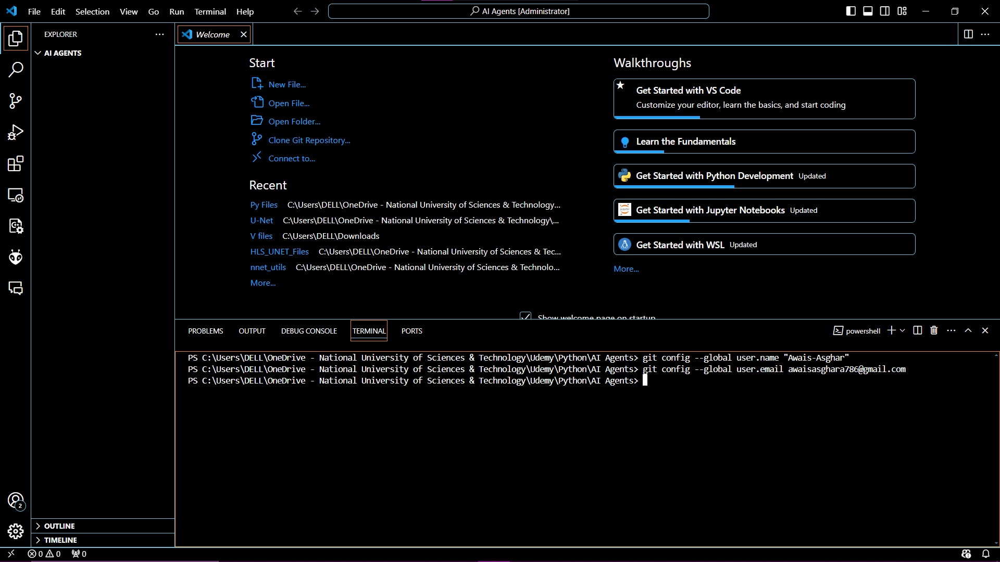 File Edit Selection View Go Run Terminal Help
AI Agents [Administrator]
EXPLORER
Welcome
AI AGENTS
Start
New File...
Open File...
Open Folder...
Clone Git Repository...
Connect to...
Recent
Py Files C:\Users\DELL\OneDrive - National University of Sciences & Technology...
U-Net C:\Users\DELL\OneDrive - National University of Sciences & Technology\...
V files C:\Users\DELL\Downloads
HLS_UNET_Files C:\Users\DELL\OneDrive - National University of Sciences & Tec...
nnet_utils C:\Users\DELL\OneDrive - National University of Sciences & Technolo...
More...
Walkthroughs
Get Started with VS Code
Customize your editor, learn the basics, and start coding
Learn the Fundamentals
Get Started with Python Development Updated
jupyter
Get Started with Jupyter Notebooks Updated
Get Started with WSL Updated
More...
Show welcome page on startup
PROBLEMS OUTPUT DEBUG CONSOLE TERMINAL PORTS
powershell
PS C:\Users\DELL\OneDrive - National University of Sciences & Technology\Udemy\Python\AI Agents> git config --global user.name "Awais-Asghar"
PS C:\Users\DELL\OneDrive - National University of Sciences & Technology\Udemy\Python\AI Agents> git config --global user.email awaisasghara786@gmail.com
PS C:\Users\DELL\OneDrive - National University of Sciences & Technology\Udemy\Python\AI Agents>
2
OUTLINE
TIMELINE
0 0 0